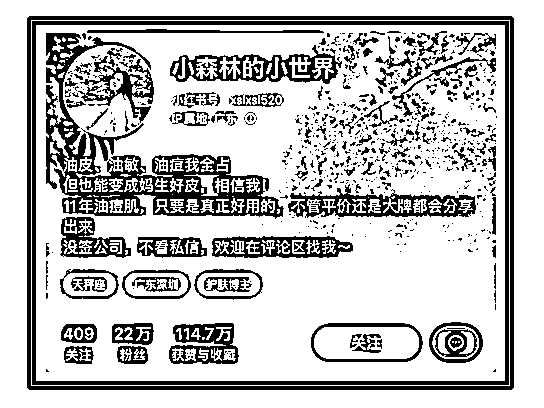 小森林的小世界
小红书号：xslxsl520
IP属地：广东
油皮、油敏、油痘我全占
但也能变成妈生好皮，相信我！
11年油痘肌，只要是真正好用的，不管平价还是大牌都会分享
出来
没签公司，不看私信，欢迎在评论区找我～
天秤座 广东深圳 护肤博主
409 22万 114.7万
关注 粉丝 获赞与收藏 关注